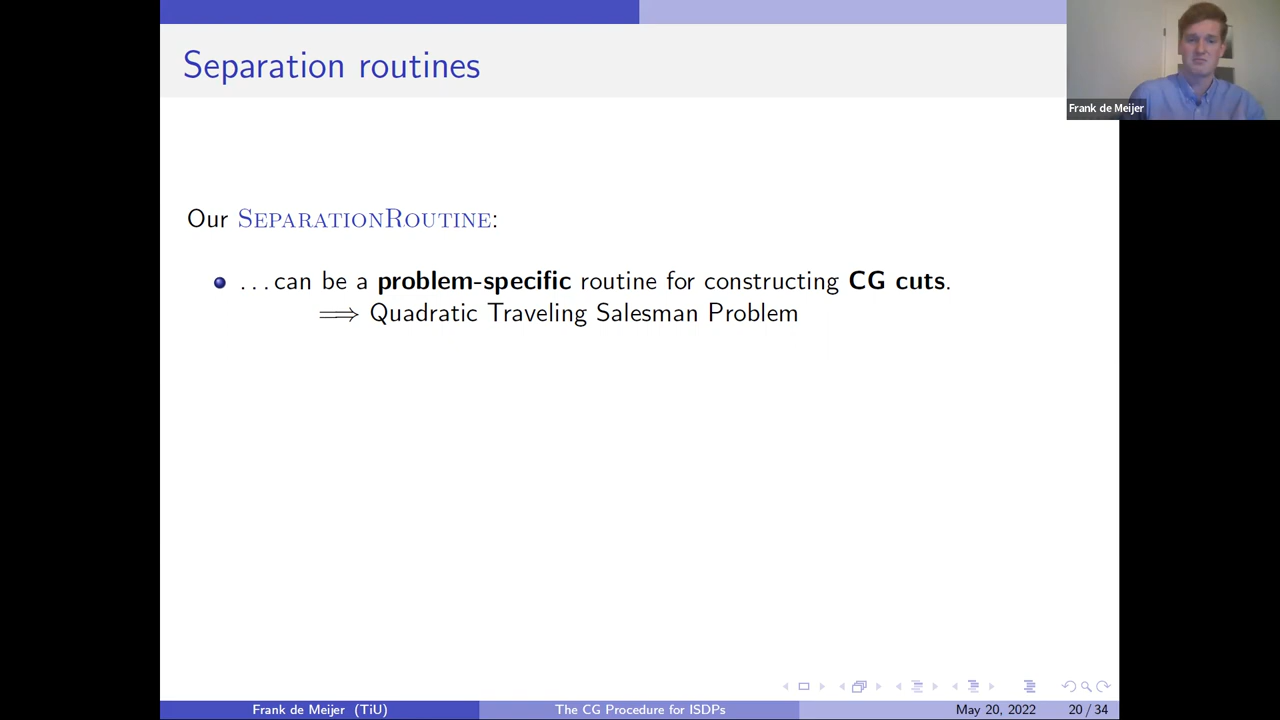 Separation routines
Frank de Meijer
Our SEPARATIONROUTINE:
...can be a problem-specific routine for constructing CG cuts.
⟹ Quadratic Traveling Salesman Problem
Frank de Meijer (TiU)
The CG Procedure for ISDPs
May 20, 2022
20 / 34